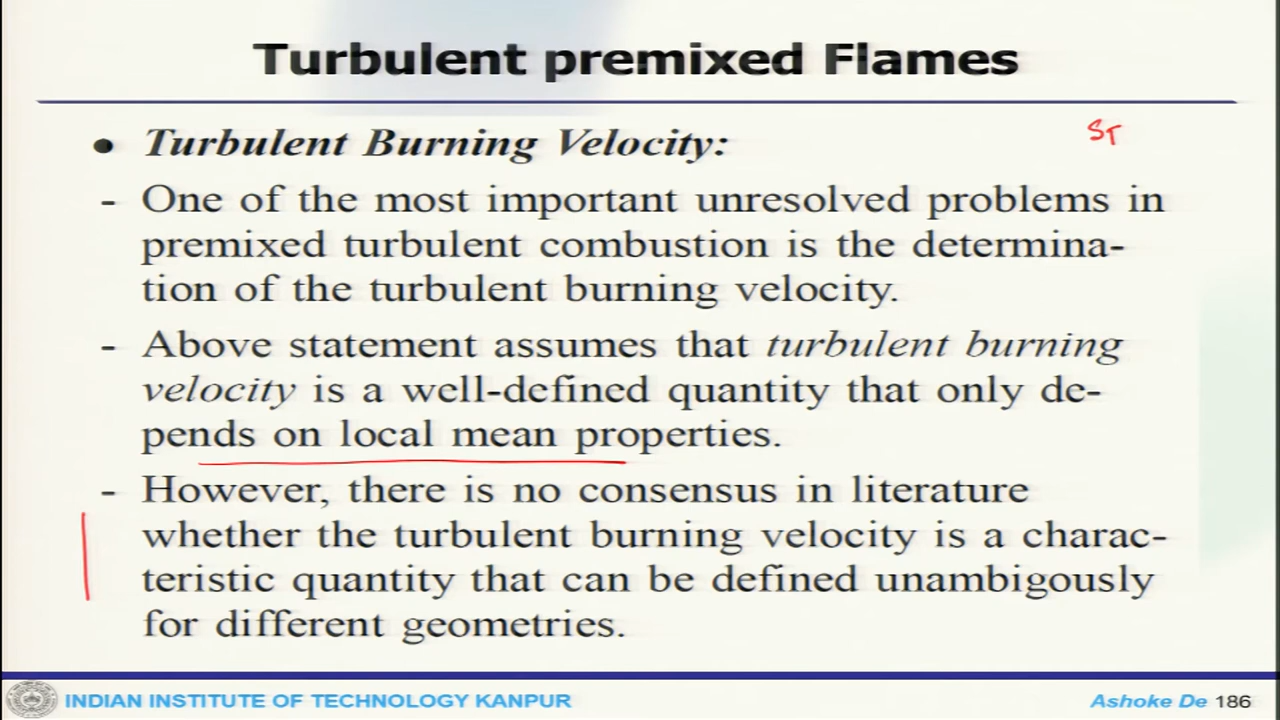 Turbulent premixed Flames
S_T
• Turbulent Burning Velocity:
- One of the most important unresolved problems in
premixed turbulent combustion is the determina-
tion of the turbulent burning velocity.
- Above statement assumes that turbulent burning
velocity is a well-defined quantity that only de-
pends on local mean properties.
- However, there is no consensus in literature
whether the turbulent burning velocity is a charac-
teristic quantity that can be defined unambigously
for different geometries.
INDIAN INSTITUTE OF TECHNOLOGY KANPUR
Ashoke De 186